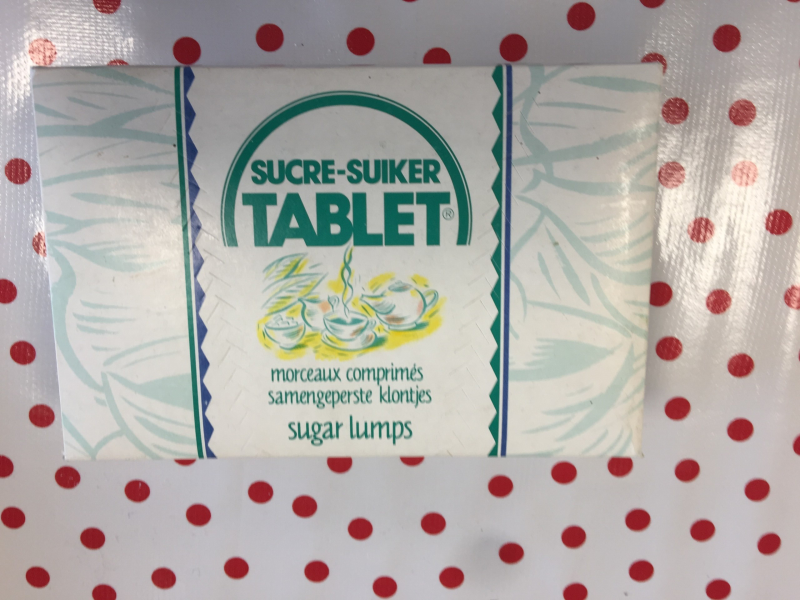 SUCRE-SUIKER
TABLET®
morceaux comprimés
samengeperste klontjes
sugar lumps